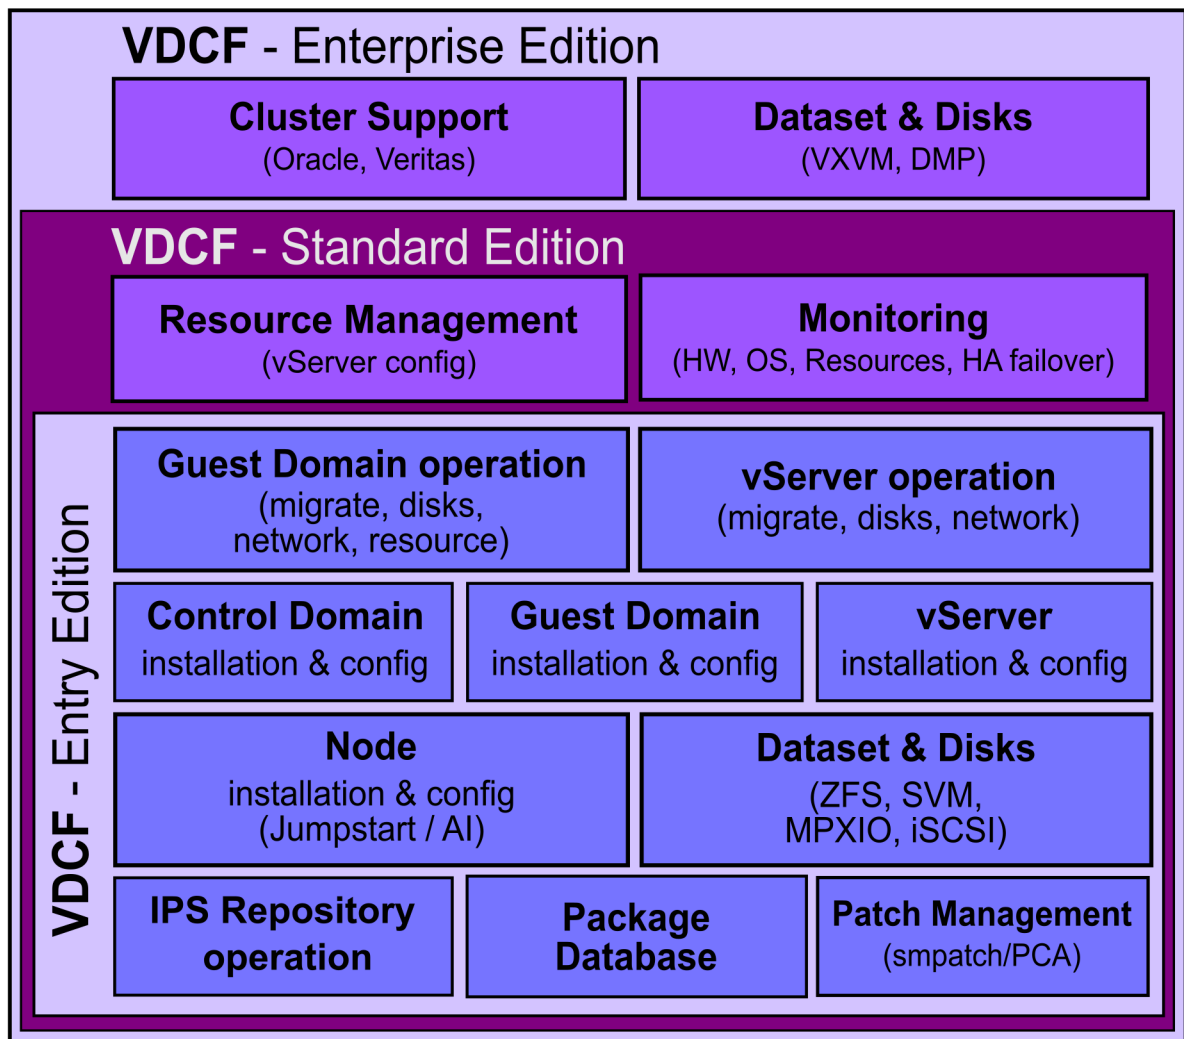 VDCF - Enterprise Edition
Cluster Support
(Oracle, Veritas)
Dataset & Disks
(VXVM, DMP)
VDCF - Standard Edition
Resource Management
(vServer config)
Monitoring
(HW, OS, Resources, HA failover)
VDCF - Entry Edition
Guest Domain operation
(migrate, disks,
network, resource)
vServer operation
(migrate, disks, network)
Control Domain
installation & config
Guest Domain
installation & config
vServer
installation & config
Node
installation & config
(Jumpstart / AI)
Dataset & Disks
(ZFS, SVM,
MPXIO, iSCSI)
IPS Repository
operation
Package
Database
Patch Management
(smpatch/PCA)